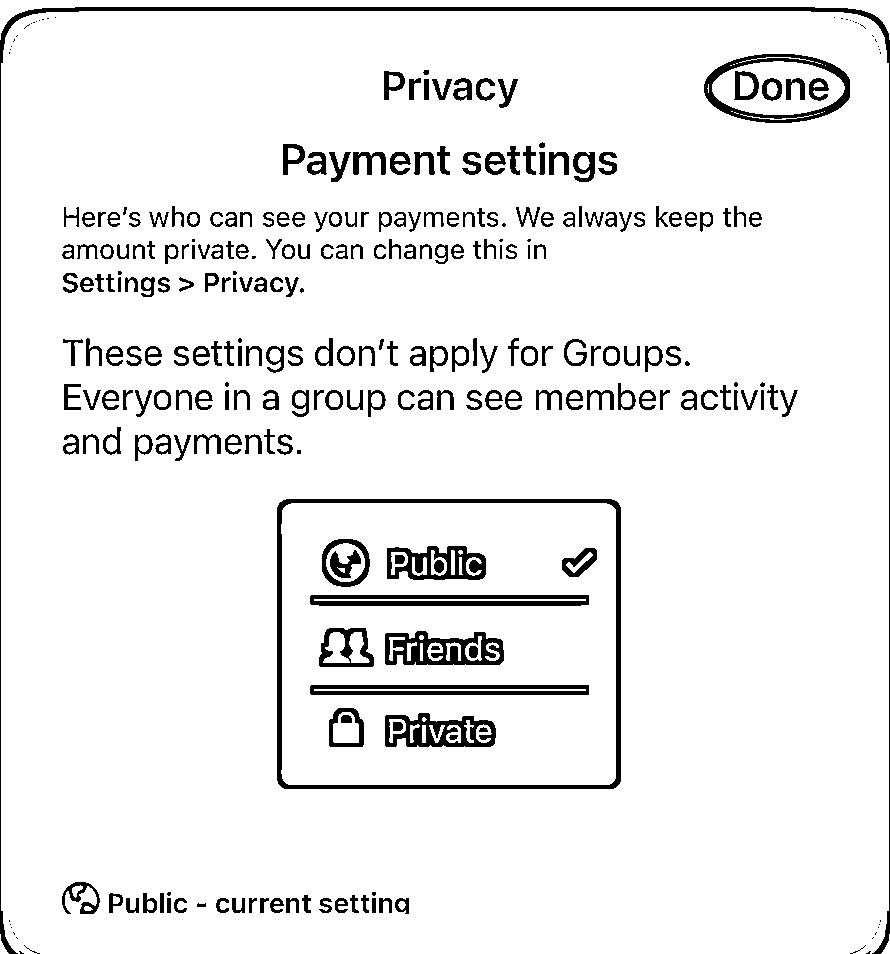 Privacy
Done
Payment settings
Here's who can see your payments. We always keep the
amount private. You can change this in
Settings > Privacy.
These settings don't apply for Groups.
Everyone in a group can see member activity
and payments.
Public
Friends
Private
Public - current setting